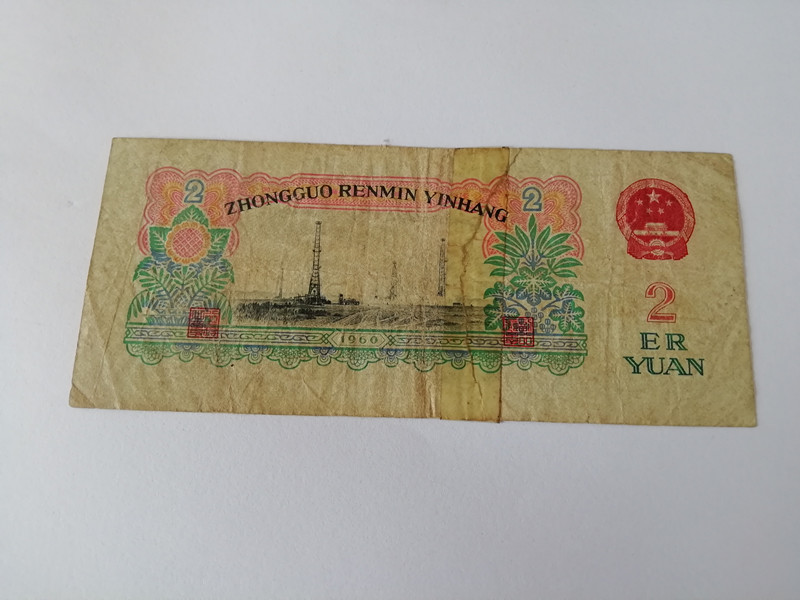 2
2
ZHONGGUO RENMIN YINHANG
1960
2
ER
YUAN